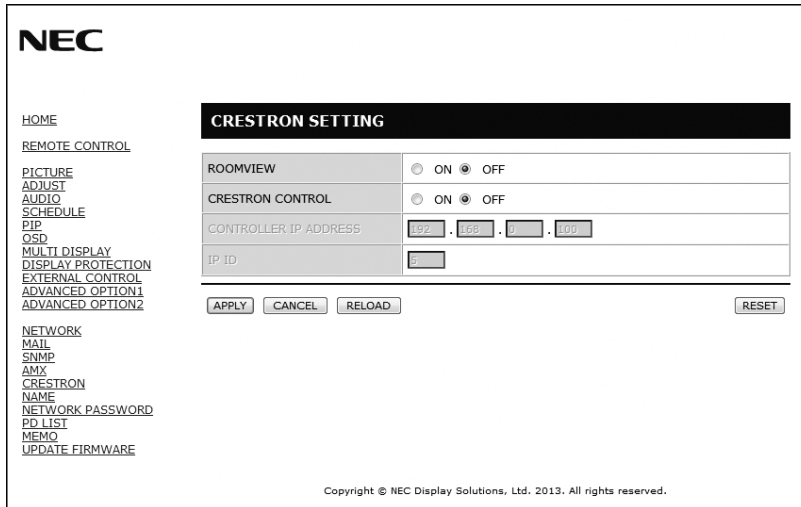 NEC
HOME
REMOTE CONTROL
PICTURE
ADJUST
AUDIO
SCHEDULE
PIP
OSD
MULTI DISPLAY
DISPLAY PROTECTION
EXTERNAL CONTROL
ADVANCED OPTION1
ADVANCED OPTION2
NETWORK
MAIL
SNMP
AMX
CRESTRON
NAME
NETWORK PASSWORD
PD LIST
MEMO
UPDATE FIRMWARE
CRESTRON SETTING
ROOMVIEW ON OFF
CRESTRON CONTROL ON OFF
CONTROLLER IP ADDRESS 192 . 168 . 0 . 100
IP ID 5
APPLY CANCEL RELOAD RESET
Copyright © NEC Display Solutions, Ltd. 2013. All rights reserved.